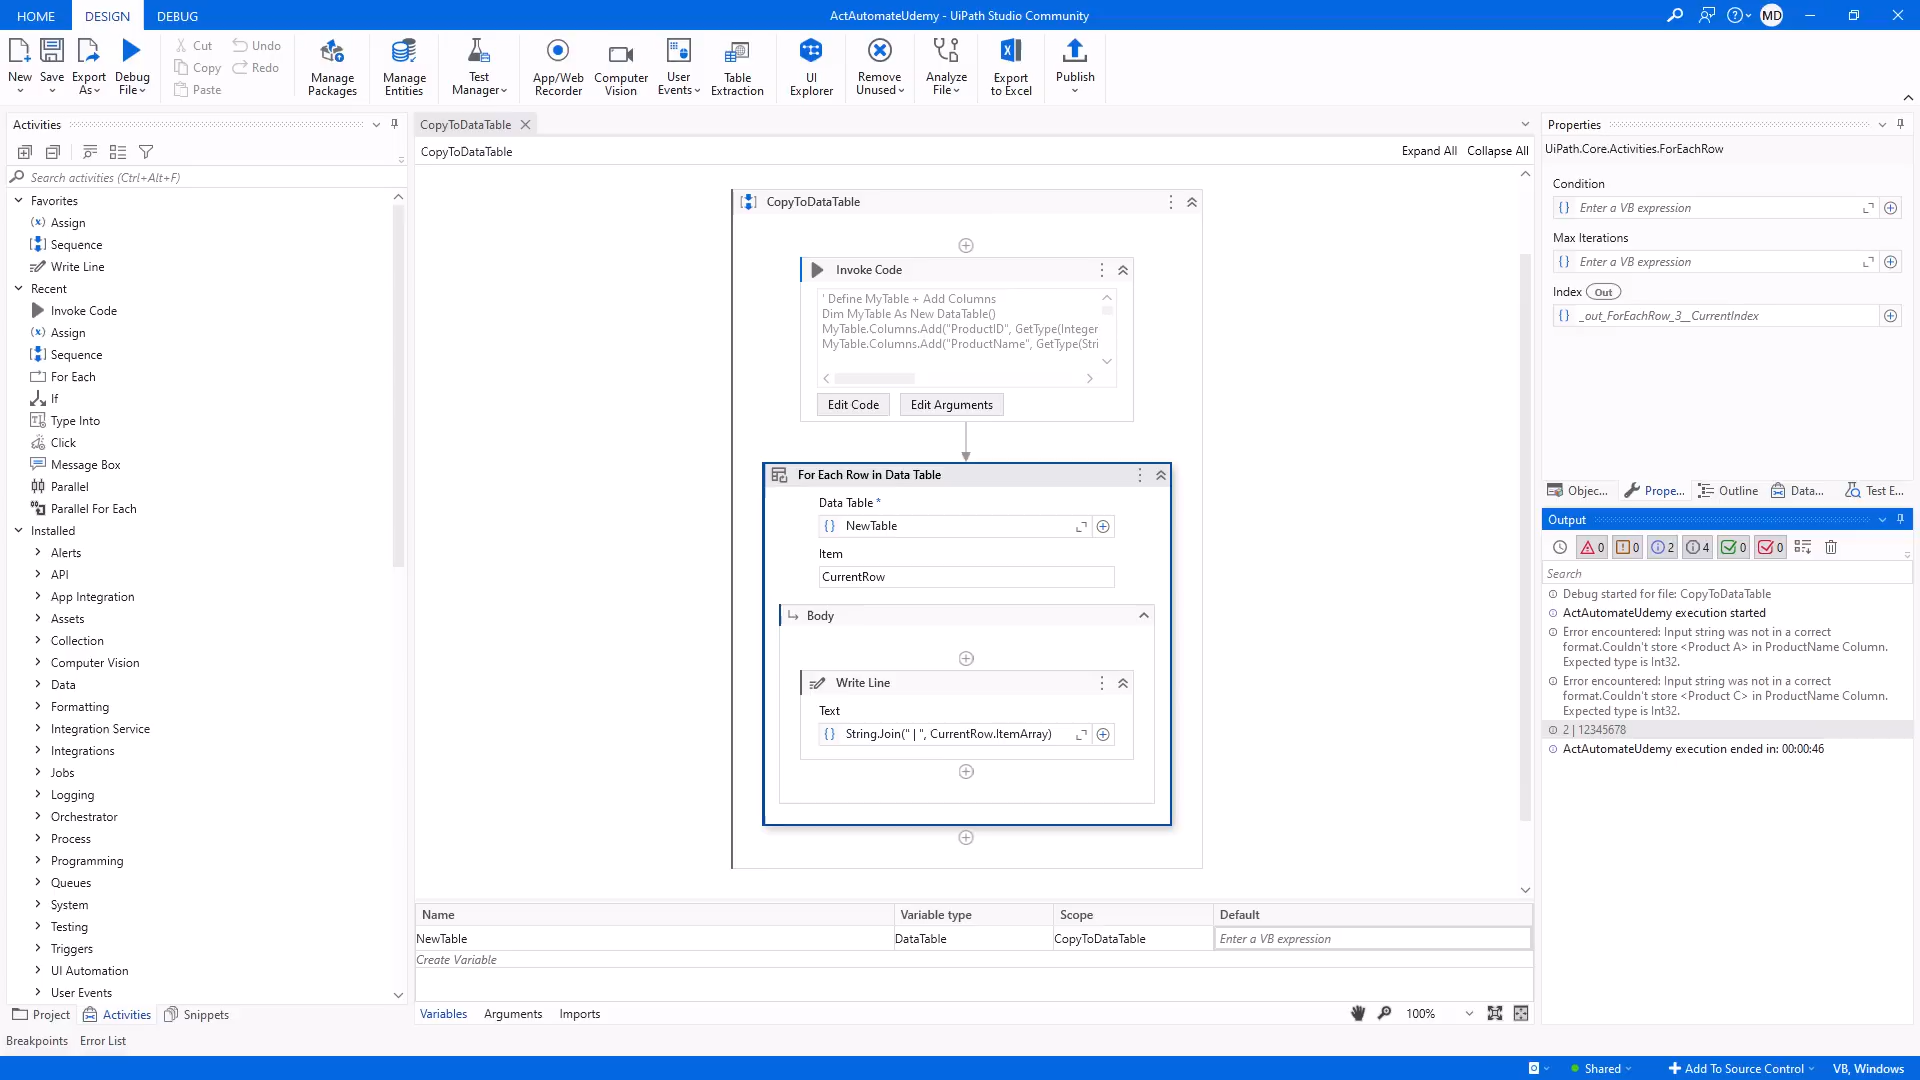 HOME DESIGN DEBUG ActAutomateUdemy - UiPath Studio Community MD
New Save Export As Debug File Cut Copy Paste Undo Redo Manage Packages Manage Entities Test Manager App/Web Recorder Computer Vision User Events Table Extraction UI Explorer Remove Unused Analyze File Export to Excel Publish
Activities
Search activities (Ctrl+Alt+F)
Favorites
Assign
Sequence
Write Line
Recent
Invoke Code
Assign
Sequence
For Each
If
Type Into
Click
Message Box
Parallel
Parallel For Each
Installed
Alerts
API
App Integration
Assets
Collection
Computer Vision
Data
Formatting
Integration Service
Integrations
Jobs
Logging
Orchestrator
Process
Programming
Queues
System
Testing
Triggers
UI Automation
User Events
Project Activities Snippets
CopyToDataTable
CopyToDataTable Expand All Collapse All
CopyToDataTable
Invoke Code
' Define MyTable + Add Columns
Dim MyTable As New DataTable()
MyTable.Columns.Add("ProductID", GetType(Integer
MyTable.Columns.Add("ProductName", GetType(Stri
Edit Code Edit Arguments
For Each Row in Data Table
Data Table *
NewTable
Item
CurrentRow
Body
Write Line
Text
String.Join(" | ", CurrentRow.ItemArray)
Name Variable type Scope Default
NewTable DataTable CopyToDataTable Enter a VB expression
Create Variable
Variables Arguments Imports 100%
Properties
UiPath.Core.Activities.ForEachRow
Condition
Enter a VB expression
Max Iterations
Enter a VB expression
Index Out
_out_ForEachRow_3__CurrentIndex
Objec... Prope... Outline Data... Test E...
Output
0 0 2 4 0 0
Search
Debug started for file: CopyToDataTable
ActAutomateUdemy execution started
Error encountered: Input string was not in a correct
format.Couldn't store <Product A> in ProductName Column.
Expected type is Int32.
Error encountered: Input string was not in a correct
format.Couldn't store <Product C> in ProductName Column.
Expected type is Int32.
2 | 12345678
ActAutomateUdemy execution ended in: 00:00:46
Breakpoints Error List
Shared Add To Source Control VB, Windows